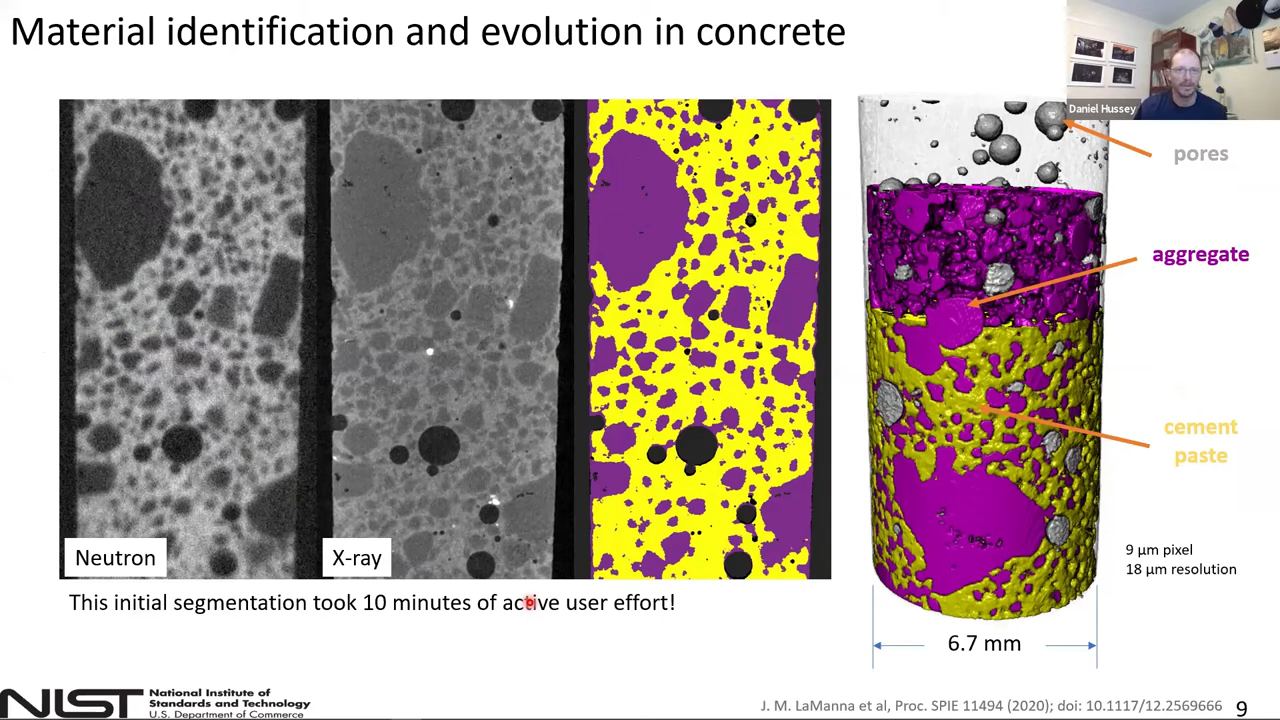 Material identification and evolution in concrete
Daniel Hussey
pores
aggregate
cement
paste
Neutron
X-ray
9 µm pixel
18 µm resolution
This initial segmentation took 10 minutes of active user effort!
6.7 mm
NIST
National Institute of
Standards and Technology
U.S. Department of Commerce
J. M. LaManna et al, Proc. SPIE 11494 (2020); doi: 10.1117/12.2569666
9